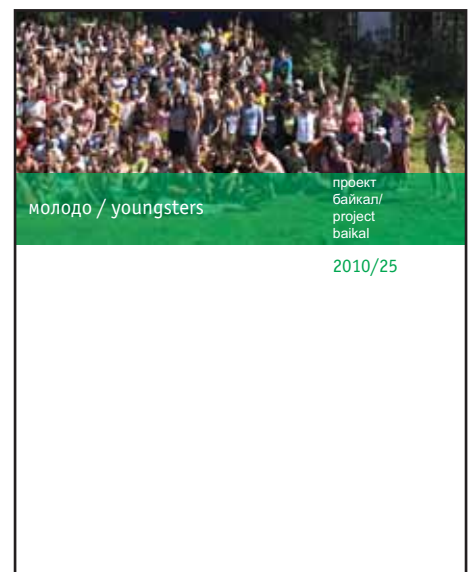 молодо / youngsters
проект
байкал/
project
baikal
2010/25